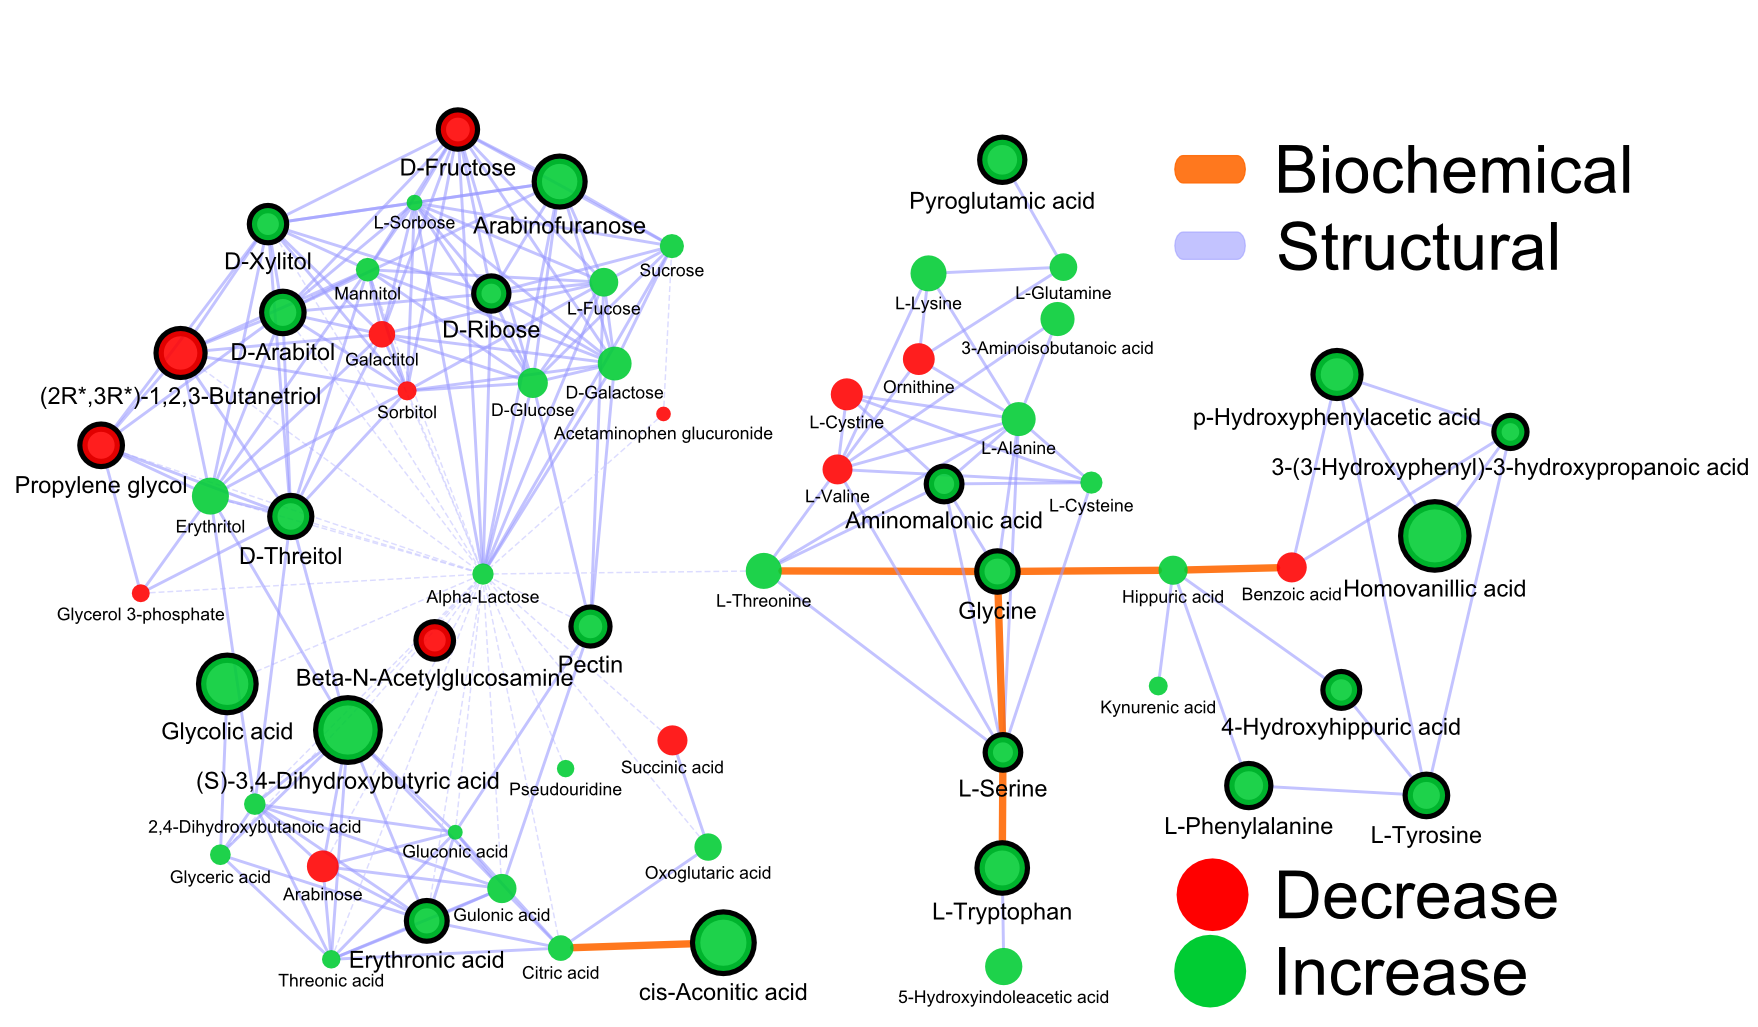 Biochemical
Structural
D-Fructose
Pyroglutamic acid
L-Sorbose
Arabinofuranose
D-Xylitol
Sucrose
Mannitol
L-Fucose
L-Lysine
L-Glutamine
D-Ribose
D-Arabitol
Galactitol
3-Aminoisobutanoic acid
(2R*,3R*)-1,2,3-Butanetriol
Sorbitol
D-Glucose
D-Galactose
Ornithine
L-Cystine
p-Hydroxyphenylacetic acid
Acetaminophen glucuronide
L-Alanine
3-(3-Hydroxyphenyl)-3-hydroxypropanoic acid
Propylene glycol
L-Valine
L-Cysteine
Erythritol
Aminomalonic acid
D-Threitol
Alpha-Lactose
L-Threonine
Glycine
Hippuric acid
Benzoic acid
Homovanillic acid
Glycerol 3-phosphate
Beta-N-Acetylglucosamine
Pectin
Kynurenic acid
4-Hydroxyhippuric acid
Glycolic acid
(S)-3,4-Dihydroxybutyric acid
Pseudouridine
Succinic acid
L-Serine
2,4-Dihydroxybutanoic acid
L-Phenylalanine
L-Tyrosine
Gluconic acid
Glyceric acid
Arabinose
Oxoglutaric acid
Decrease
Gulonic acid
L-Tryptophan
Erythronic acid
Threonic acid
Citric acid
cis-Aconitic acid
5-Hydroxyindoleacetic acid
Increase